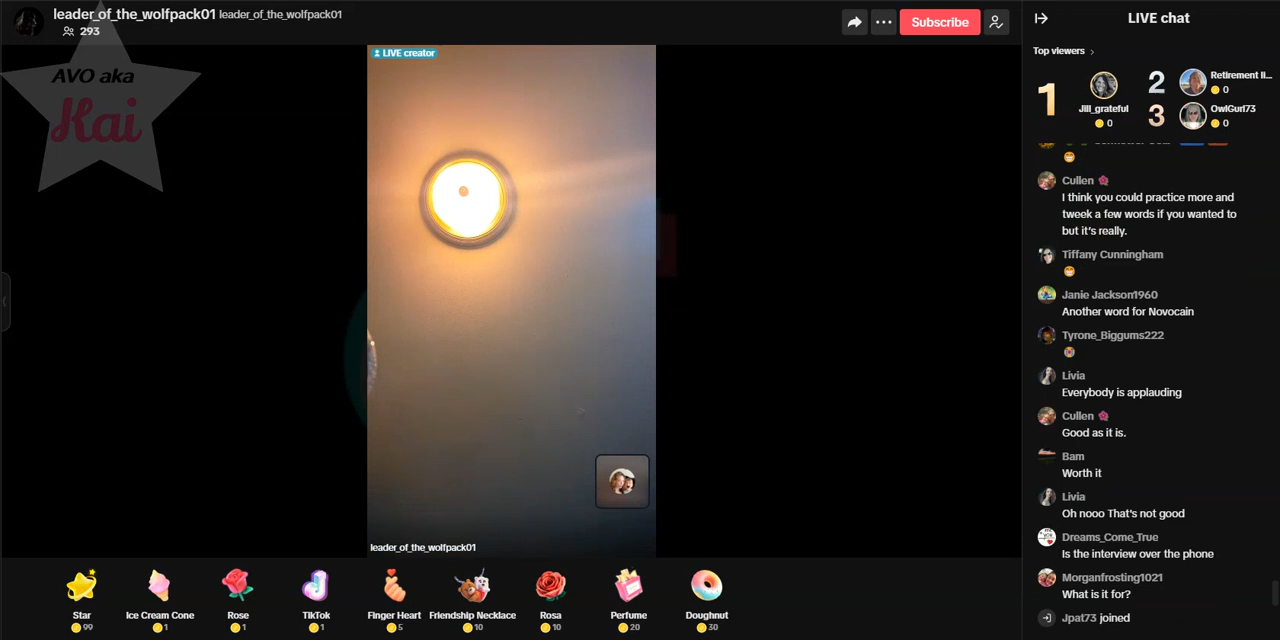 leader_of_the_wolfpack01 leader_of_the_wolfpack01
293
Subscribe
AVO aka
Kai
LIVE creator
leader_of_the_wolfpack01
Star
99
Ice Cream Cone
1
Rose
1
TikTok
1
Finger Heart
5
Friendship Necklace
10
Rosa
10
Perfume
20
Doughnut
30
LIVE chat
Top viewers
1
Jill_grateful
0
2
Retirement li...
0
3
OwlGurl73
0
Cullen
I think you could practice more and
tweak a few words if you wanted to
but it's really.
Tiffany Cunningham
Janie Jackson1960
Another word for Novocain
Tyrone_Biggums222
Livia
Everybody is applauding
Cullen
Good as it is.
Bam
Worth it
Livia
Oh nooo That's not good
Dreams_Come_True
Is the interview over the phone
Morganfrosting1021
What is it for?
Jpat73 joined